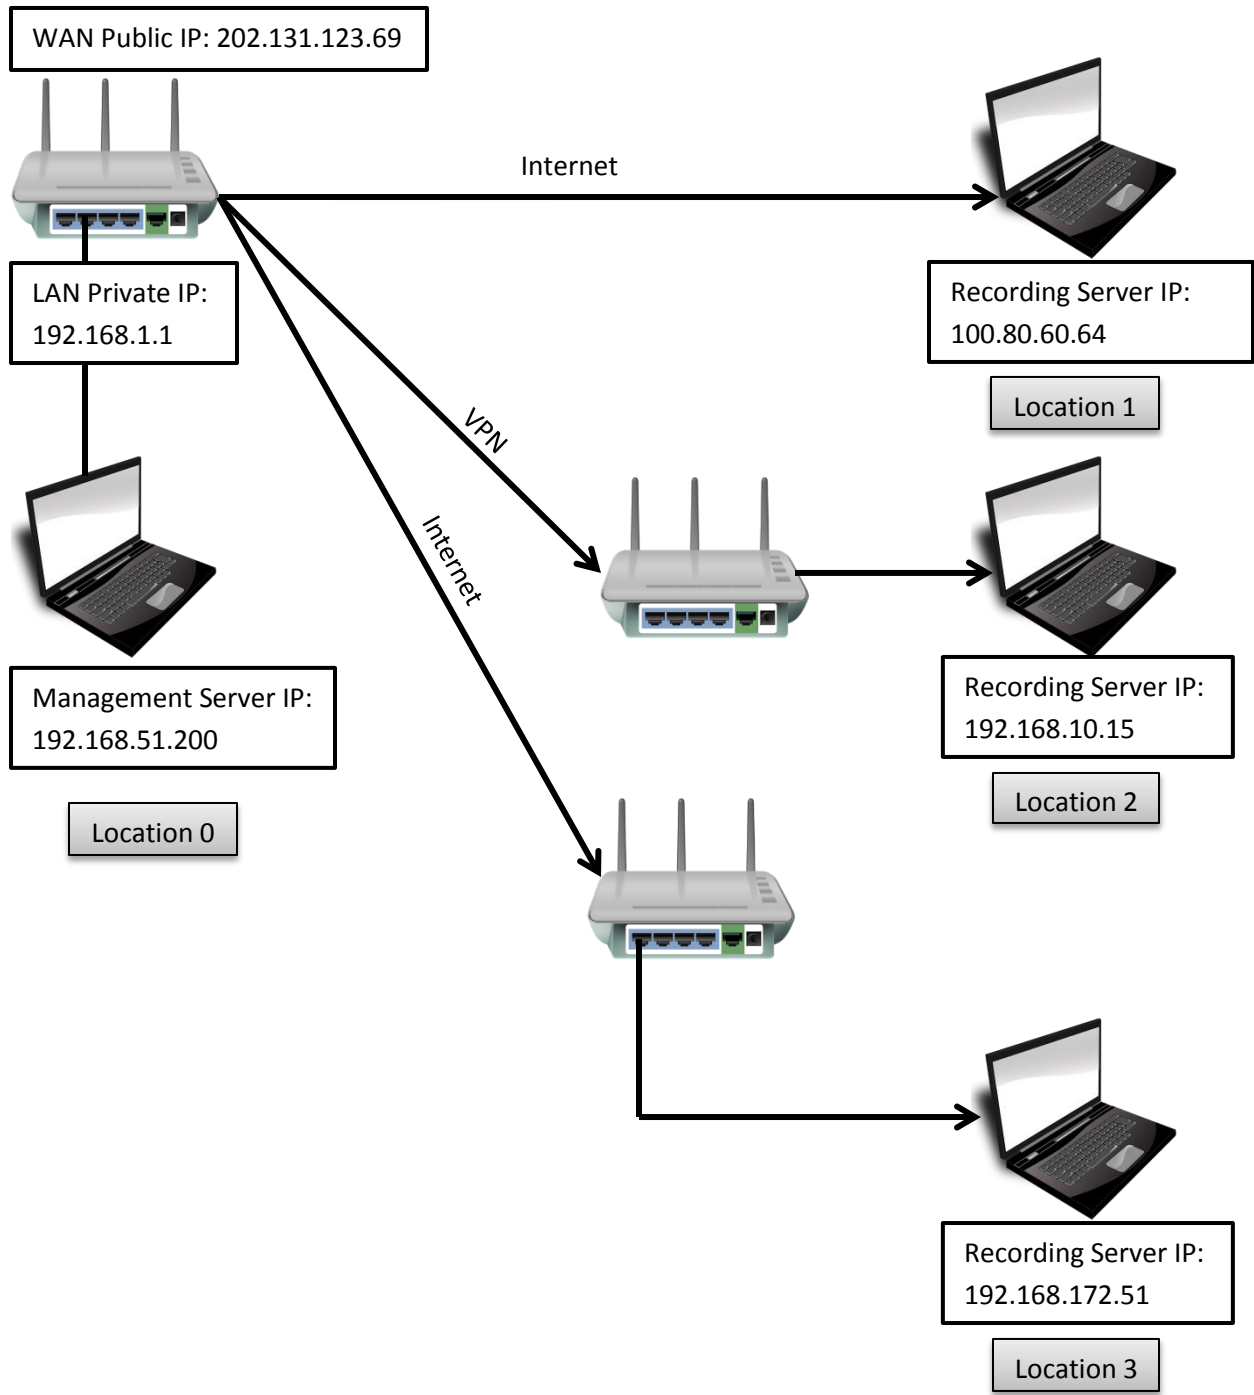 WAN Public IP: 202.131.123.69
Internet
LAN Private IP:
192.168.1.1
Recording Server IP:
100.80.60.64
Location 1
VPN
Internet
Management Server IP:
192.168.51.200
Location 0
Recording Server IP:
192.168.10.15
Location 2
Recording Server IP:
192.168.172.51
Location 3